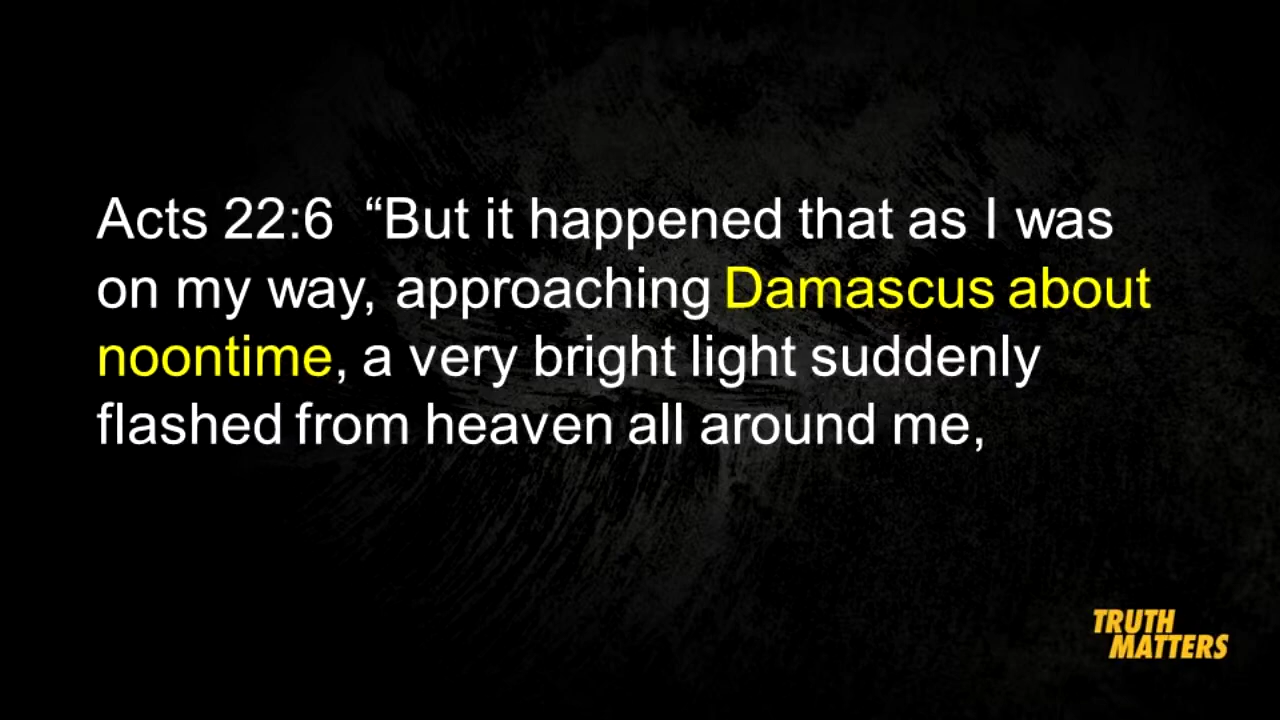 Acts 22:6  “But it happened that as I was
on my way, approaching Damascus about
noontime, a very bright light suddenly
flashed from heaven all around me,
TRUTH
MATTERS